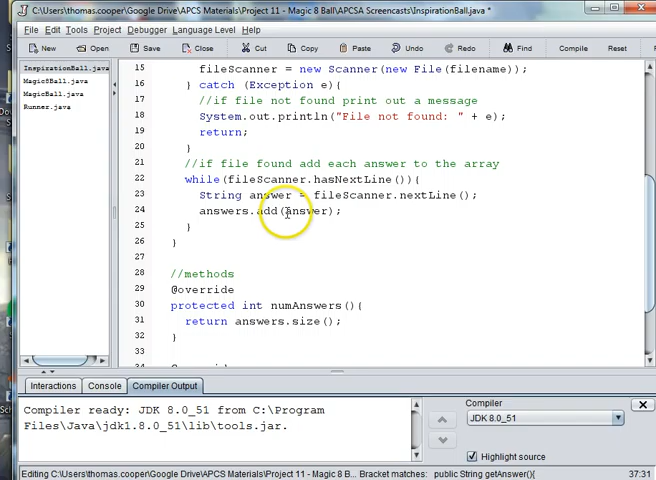 C:\Users\thomas.cooper\Google Drive\APCS Materials\Project 11 - Magic 8 Ball\APCSA Screencasts\InspirationBall.java *
File Edit Tools Project Debugger Language Level Help
New Open Save Close Cut Copy Paste Undo Redo Find Compile Reset
InspirationBall.java
Magic8Ball.java
MagicBall.java
Runner.java
15 fileScanner = new Scanner(new File(filename));
16 } catch (Exception e){
17 //if file not found print out a message
18 System.out.println("File not found: " + e);
19 return;
20 }
21 //if file found add each answer to the array
22 while(fileScanner.hasNextLine()){
23 String answer = fileScanner.nextLine();
24 answers.add(answer);
25 }
26 }
27
28 //methods
29 @override
30 protected int numAnswers(){
31 return answers.size();
32 }
33
Interactions Console Compiler Output
Compiler ready: JDK 8.0_51 from C:\Program
Files\Java\jdk1.8.0_51\lib\tools.jar.
Compiler
JDK 8.0_51
Highlight source
Editing C:\Users\thomas.cooper\Google Drive\APCS Materials\Project 11 - Magic 8 B... Bracket matches: public String getAnswer(){ 37:31